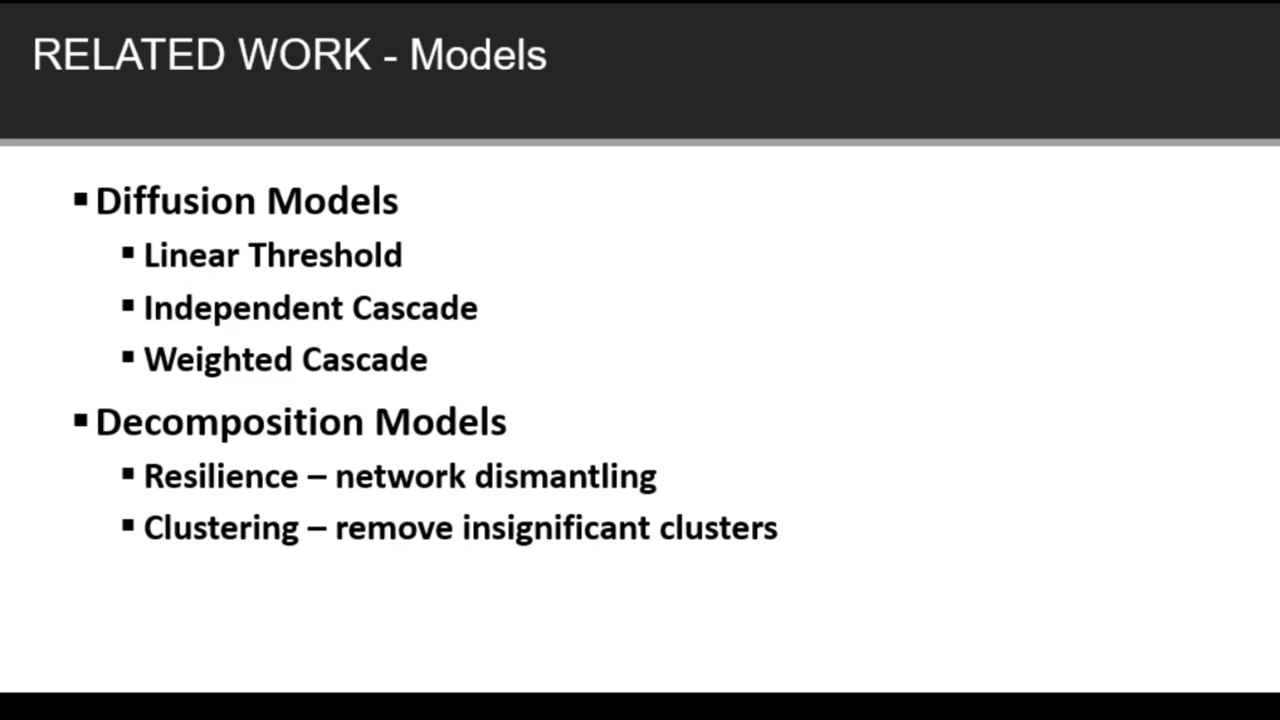 RELATED WORK - Models
▪ Diffusion Models
▪ Linear Threshold
▪ Independent Cascade
▪ Weighted Cascade
▪ Decomposition Models
▪ Resilience – network dismantling
▪ Clustering – remove insignificant clusters